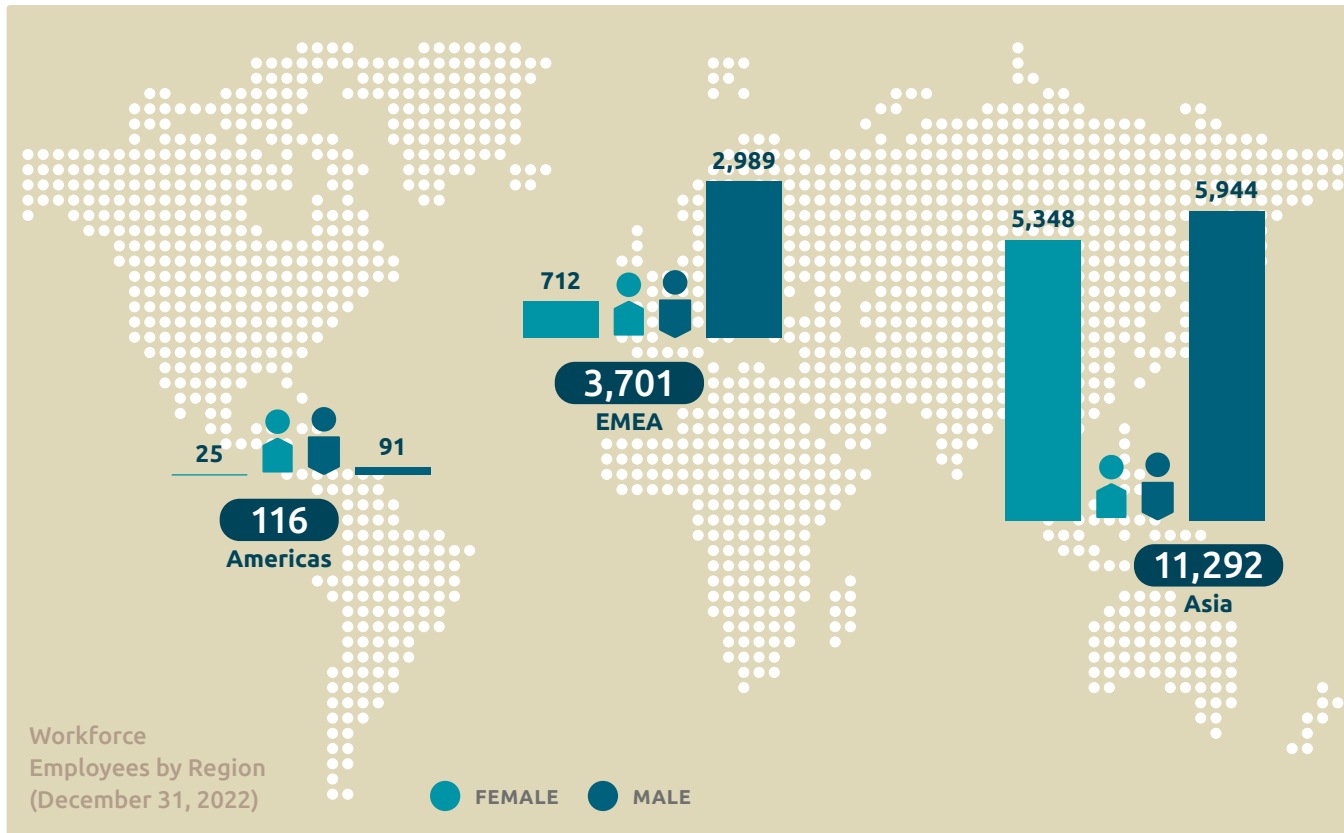 2,989
5,944
5,348
712
3,701
EMEA
25
91
116
Americas
11,292
Asia
Workforce
Employees by Region
(December 31, 2022)
FEMALE
MALE